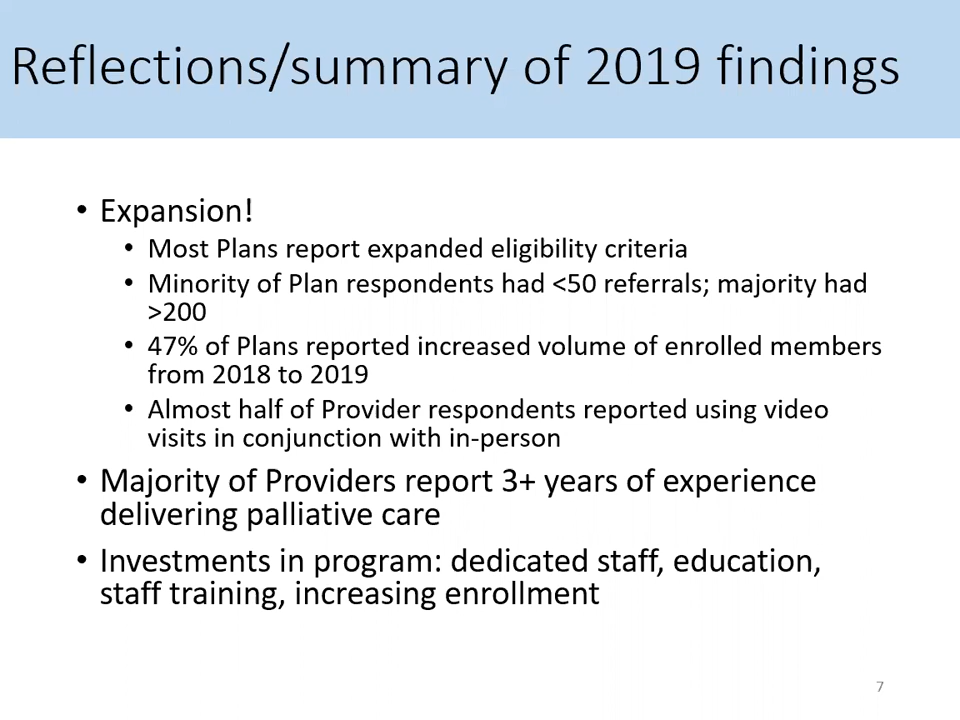 Reflections/summary of 2019 findings
• Expansion!
• Most Plans report expanded eligibility criteria
• Minority of Plan respondents had <50 referrals; majority had
>200
• 47% of Plans reported increased volume of enrolled members
from 2018 to 2019
• Almost half of Provider respondents reported using video
visits in conjunction with in-person
• Majority of Providers report 3+ years of experience
delivering palliative care
• Investments in program: dedicated staff, education,
staff training, increasing enrollment
7